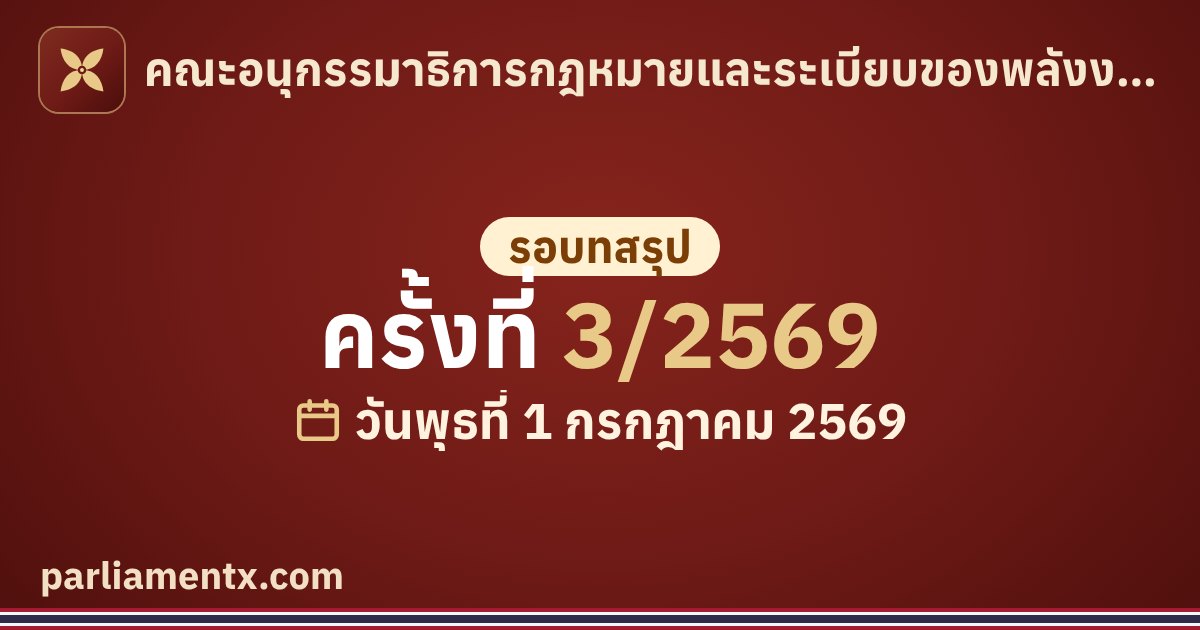 คณะอนุกรรมาธิการกฎหมายและระเบียบของพลังง...
รอบทสรุป
ครั้งที่ 3/2569
วันพุธที่ 1 กรกฎาคม 2569
parliamentx.com